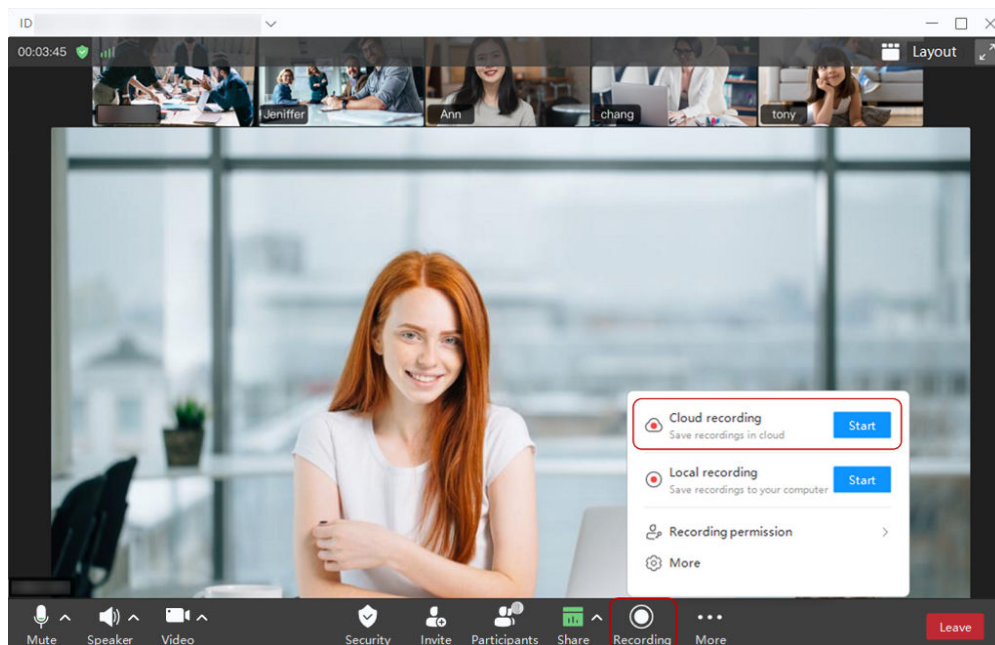 ID
00:03:45
Layout
Jeniffer
Ann
chang
tony
Cloud recording
Save recordings in cloud
Start
Local recording
Save recordings to your computer
Start
Recording permission
More
Mute
Speaker
Video
Security
Invite
Participants
Share
Recording
More
Leave